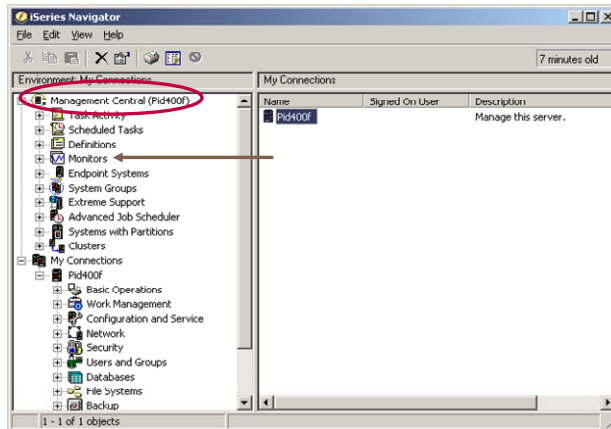 iSeries Navigator
File Edit View Help
7 minutes old
Environment: My Connections
My Connections
Management Central (Pid400f)
Task Activity
Scheduled Tasks
Definitions
Monitors
Endpoint Systems
System Groups
Extreme Support
Advanced Job Scheduler
Systems with Partitions
Clusters
My Connections
Pid400f
Basic Operations
Work Management
Configuration and Service
Network
Security
Users and Groups
Databases
File Systems
Backup
Name Signed On User Description
Pid400f Manage this server.
1 - 1 of 1 objects